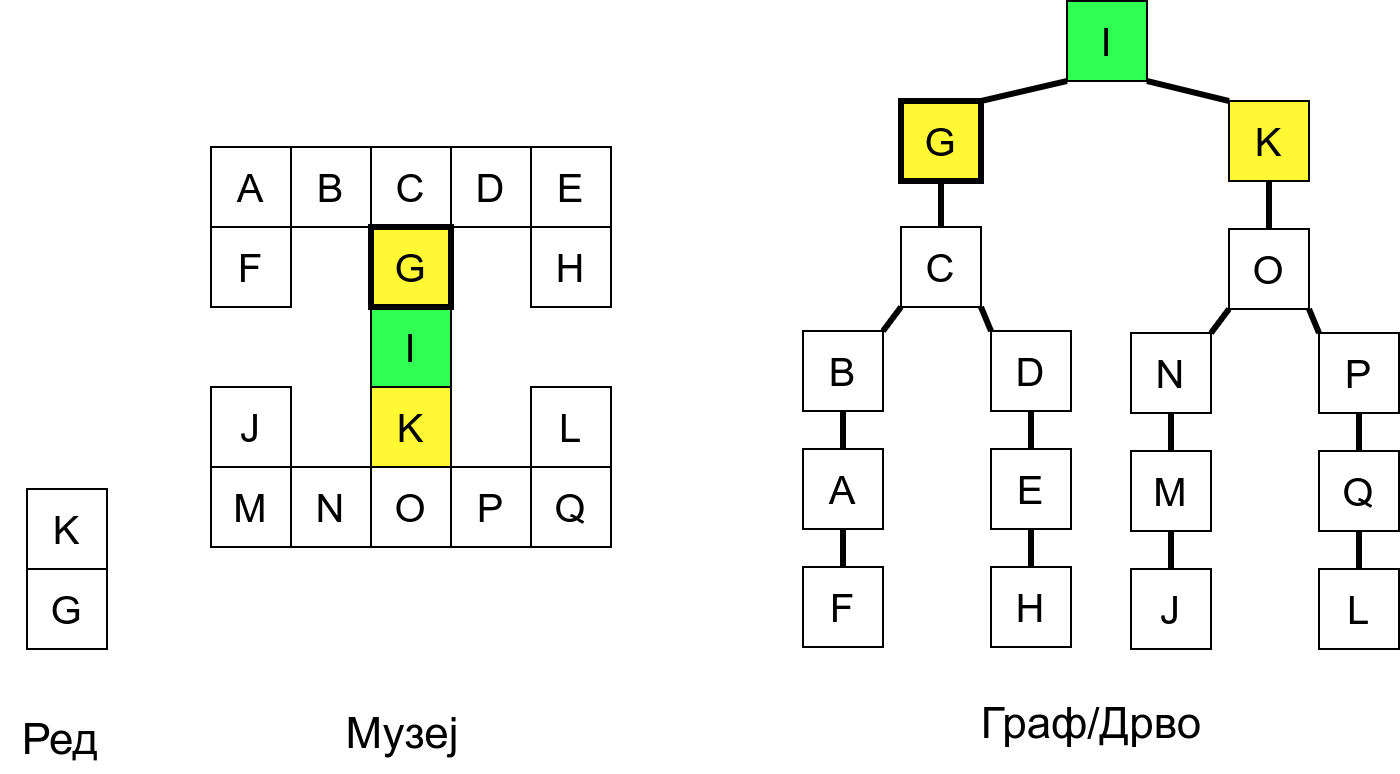 K
G
Ред
A B C D E
F G H
I
J K L
M N O P Q
Музеј
I
G K
C O
B D N P
A E M Q
F H J L
Граф/Дрво